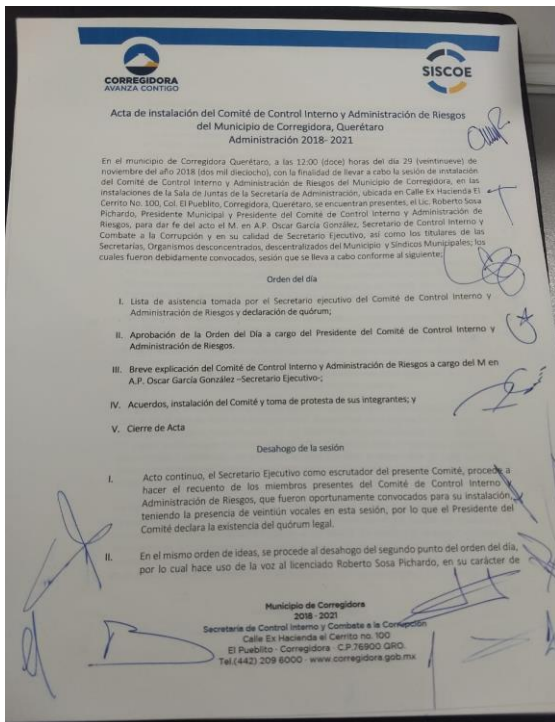 CORREGIDORA
AVANZA CONTIGO
SISCOE
Acta de instalación del Comité de Control Interno y Administración de Riesgos
del Municipio de Corregidora, Querétaro
Administración 2018- 2021
En el municipio de Corregidora Querétaro, a las 12:00 (doce) horas del día 29 (veintinueve) de
noviembre del año 2018 (dos mil dieciocho), con la finalidad de llevar a cabo la sesión de instalación
del Comité de Control Interno y Administración de Riesgos del Municipio de Corregidora, en las
instalaciones de la Sala de Juntas de la Secretaría de Administración, ubicada en Calle Ex Hacienda El
Cerrito No. 100, Col. El Pueblito, Corregidora, Querétaro, se encuentran presentes, el Lic. Roberto Sosa
Pichardo, Presidente Municipal y Presidente del Comité de Control Interno y Administración de
Riesgos, para dar fe del acto el M. en A.P. Oscar García González, Secretario de Control Interno y
Combate a la Corrupción y en su calidad de Secretario Ejecutivo, así como los titulares de las
Secretarías, Organismos desconcentrados, descentralizados del Municipio y Síndicos Municipales; los
cuales fueron debidamente convocados, sesión que se lleva a cabo conforme al siguiente;
Orden del día
I. Lista de asistencia tomada por el Secretario ejecutivo del Comité de Control Interno y
Administración de Riesgos y declaración de quórum;
II. Aprobación de la Orden del Día a cargo del Presidente del Comité de Control Interno y
Administración de Riesgos.
III. Breve explicación del Comité de Control Interno y Administración de Riesgos a cargo del M en
A.P. Oscar García González –Secretario Ejecutivo-;
IV. Acuerdos, instalación del Comité y toma de protesta de sus integrantes; y
V. Cierre de Acta
Desahogo de la sesión
I. Acto continuo, el Secretario Ejecutivo como escrutador del presente Comité, procede a
hacer el recuento de los miembros presentes del Comité de Control Interno y
Administración de Riesgos, que fueron oportunamente convocados para su instalación,
teniendo la presencia de veintiún vocales en esta sesión, por lo que el Presidente del
Comité declara la existencia del quórum legal.
II. En el mismo orden de ideas, se procede al desahogo del segundo punto del orden del día,
por lo cual hace uso de la voz al licenciado Roberto Sosa Pichardo, en su carácter de
Municipio de Corregidora
2018 - 2021
Secretaría de Control Interno y Combate a la Corrupción
Calle Ex Hacienda el Cerrito no. 100
El Pueblito - Corregidora - C.P.76900 QRO.
Tel.(442) 209 6000 - www.corregidora.gob.mx